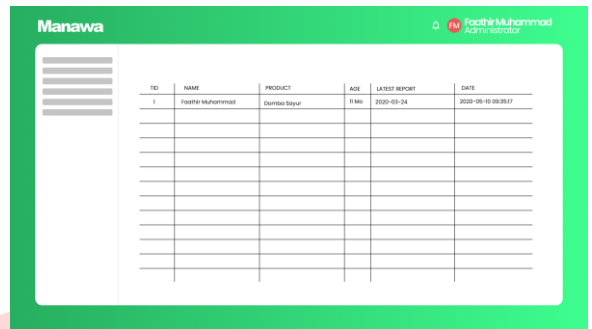 Manawa
FM Faathir Muhammad
Administrator
TID NAME PRODUCT AGE LATEST REPORT DATE
1 Faathir Muhammad Domba Sayur 11 Mo 2020-03-24 2020-05-10 09:35:17